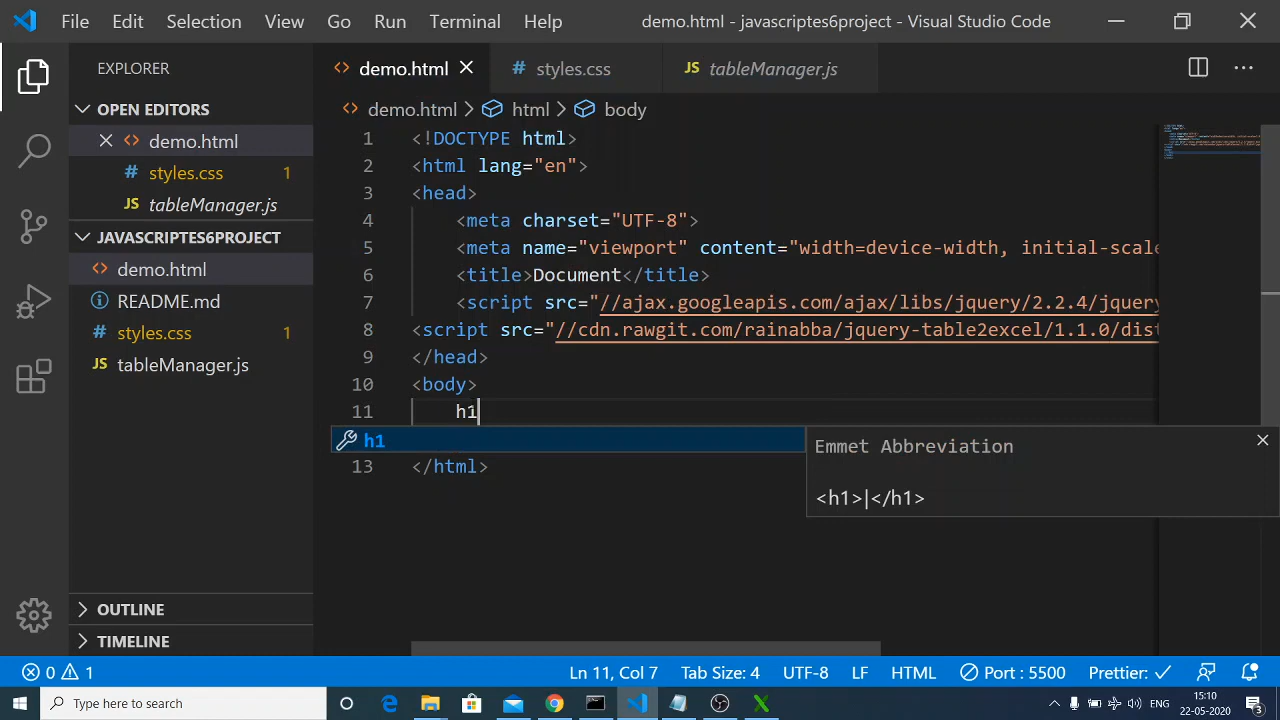 File Edit Selection View Go Run Terminal Help demo.html - javascriptes6project - Visual Studio Code
EXPLORER
demo.html
# styles.css
JS tableManager.js
OPEN EDITORS
demo.html
# styles.css 1
JS tableManager.js
JAVASCRIPTES6PROJECT
demo.html
README.md
# styles.css 1
JS tableManager.js
OUTLINE
TIMELINE
demo.html > html > body
1 <!DOCTYPE html>
2 <html lang="en">
3 <head>
4 <meta charset="UTF-8">
5 <meta name="viewport" content="width=device-width, initial-scale
6 <title>Document</title>
7 <script src="//ajax.googleapis.com/ajax/libs/jquery/2.2.4/jquery
8 <script src="//cdn.rawgit.com/rainabba/jquery-table2excel/1.1.0/dist
9 </head>
10 <body>
11 h1
h1
Emmet Abbreviation
<h1>|</h1>
13 </html>
0 1 Ln 11, Col 7 Tab Size: 4 UTF-8 LF HTML Port : 5500 Prettier: ✓
Type here to search
ENG
15:10
22-05-2020
3